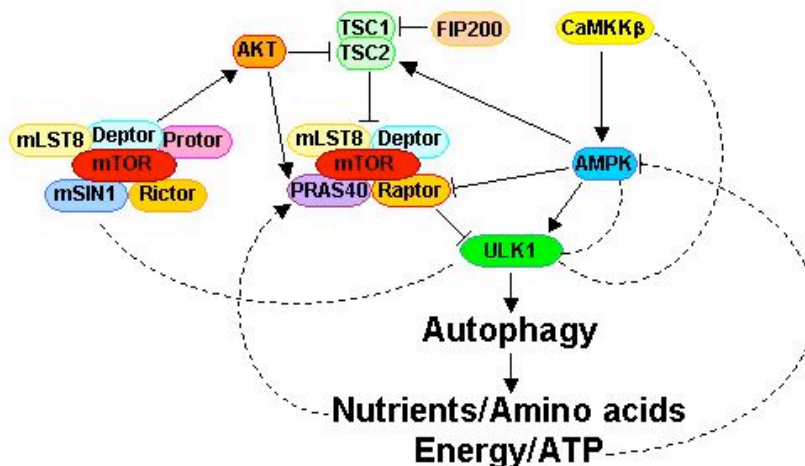 TSC1
FIP200
CaMKKβ
AKT
TSC2
mLST8
Deptor
Protor
mTOR
mSIN1
Rictor
mLST8
Deptor
mTOR
PRAS40
Raptor
AMPK
ULK1
Autophagy
Nutrients/Amino acids
Energy/ATP